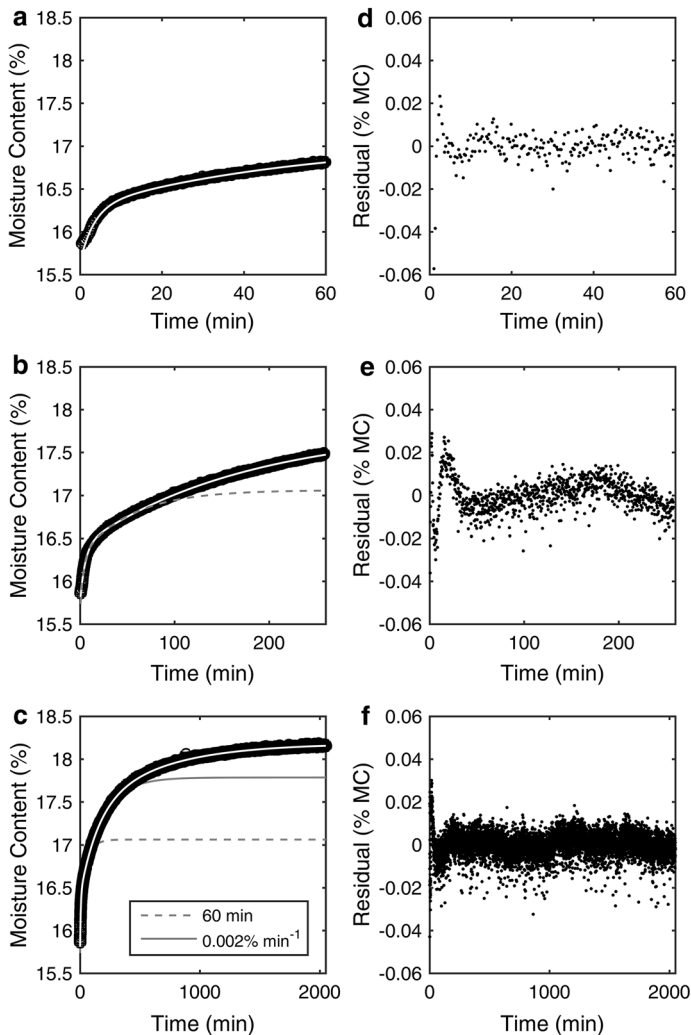 a
18.5
18
17.5
17
16.5
16
15.5
Moisture Content (%)
0 20 40 60
Time (min)
d
0.06
0.04
0.02
0
-0.02
-0.04
-0.06
Residual (% MC)
0 20 40 60
Time (min)
b
18.5
18
17.5
17
16.5
16
15.5
Moisture Content (%)
0 100 200
Time (min)
e
0.06
0.04
0.02
0
-0.02
-0.04
-0.06
Residual (% MC)
0 100 200
Time (min)
c
18.5
18
17.5
17
16.5
16
15.5
Moisture Content (%)
60 min
0.002% min⁻¹
0 1000 2000
Time (min)
f
0.06
0.04
0.02
0
-0.02
-0.04
-0.06
Residual (% MC)
0 1000 2000
Time (min)